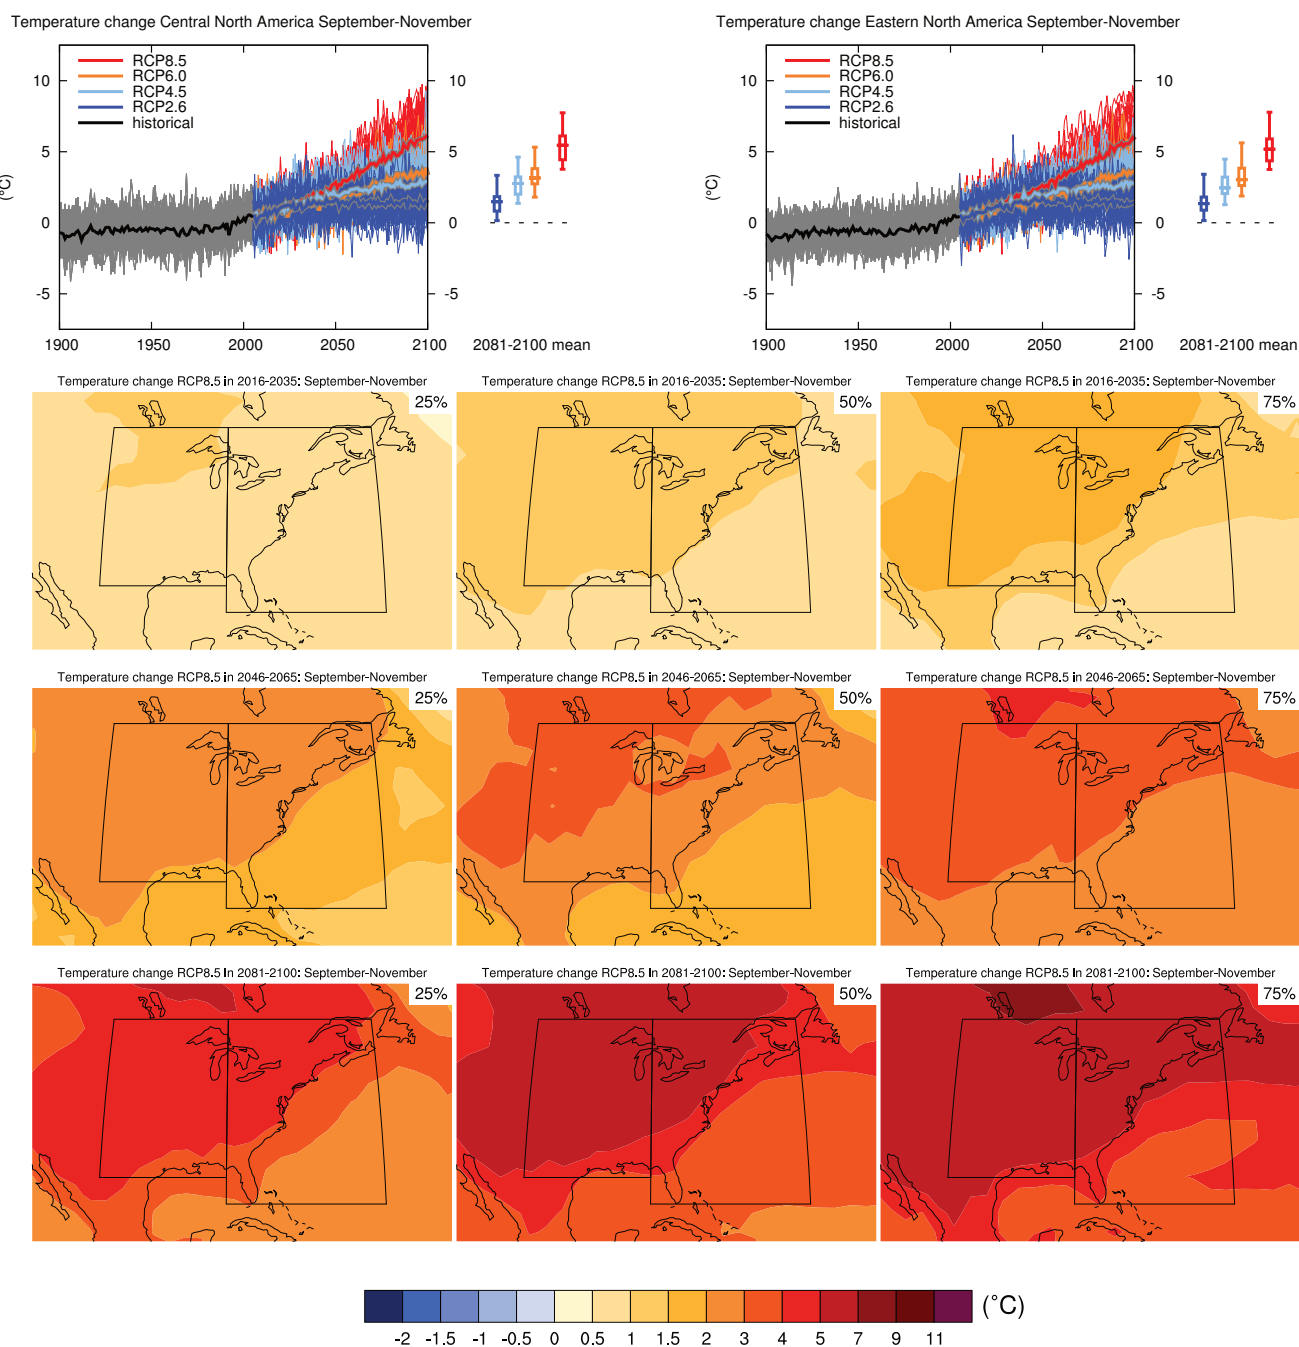 Temperature change Central North America September-November
Temperature change Eastern North America September-November
RCP8.5
RCP6.0
RCP4.5
RCP2.6
historical
(°C)
10
5
0
-5
10
5
0
-5
1900
1950
2000
2050
2100
2081-2100 mean
RCP8.5
RCP6.0
RCP4.5
RCP2.6
historical
(°C)
10
5
0
-5
10
5
0
-5
1900
1950
2000
2050
2100
2081-2100 mean
Temperature change RCP8.5 in 2016-2035: September-November
25%
Temperature change RCP8.5 in 2016-2035: September-November
50%
Temperature change RCP8.5 in 2016-2035: September-November
75%
Temperature change RCP8.5 in 2046-2065: September-November
25%
Temperature change RCP8.5 in 2046-2065: September-November
50%
Temperature change RCP8.5 in 2046-2065: September-November
75%
Temperature change RCP8.5 in 2081-2100: September-November
25%
Temperature change RCP8.5 in 2081-2100: September-November
50%
Temperature change RCP8.5 in 2081-2100: September-November
75%
(°C)
-2 -1.5 -1 -0.5 0 0.5 1 1.5 2 3 4 5 7 9 11